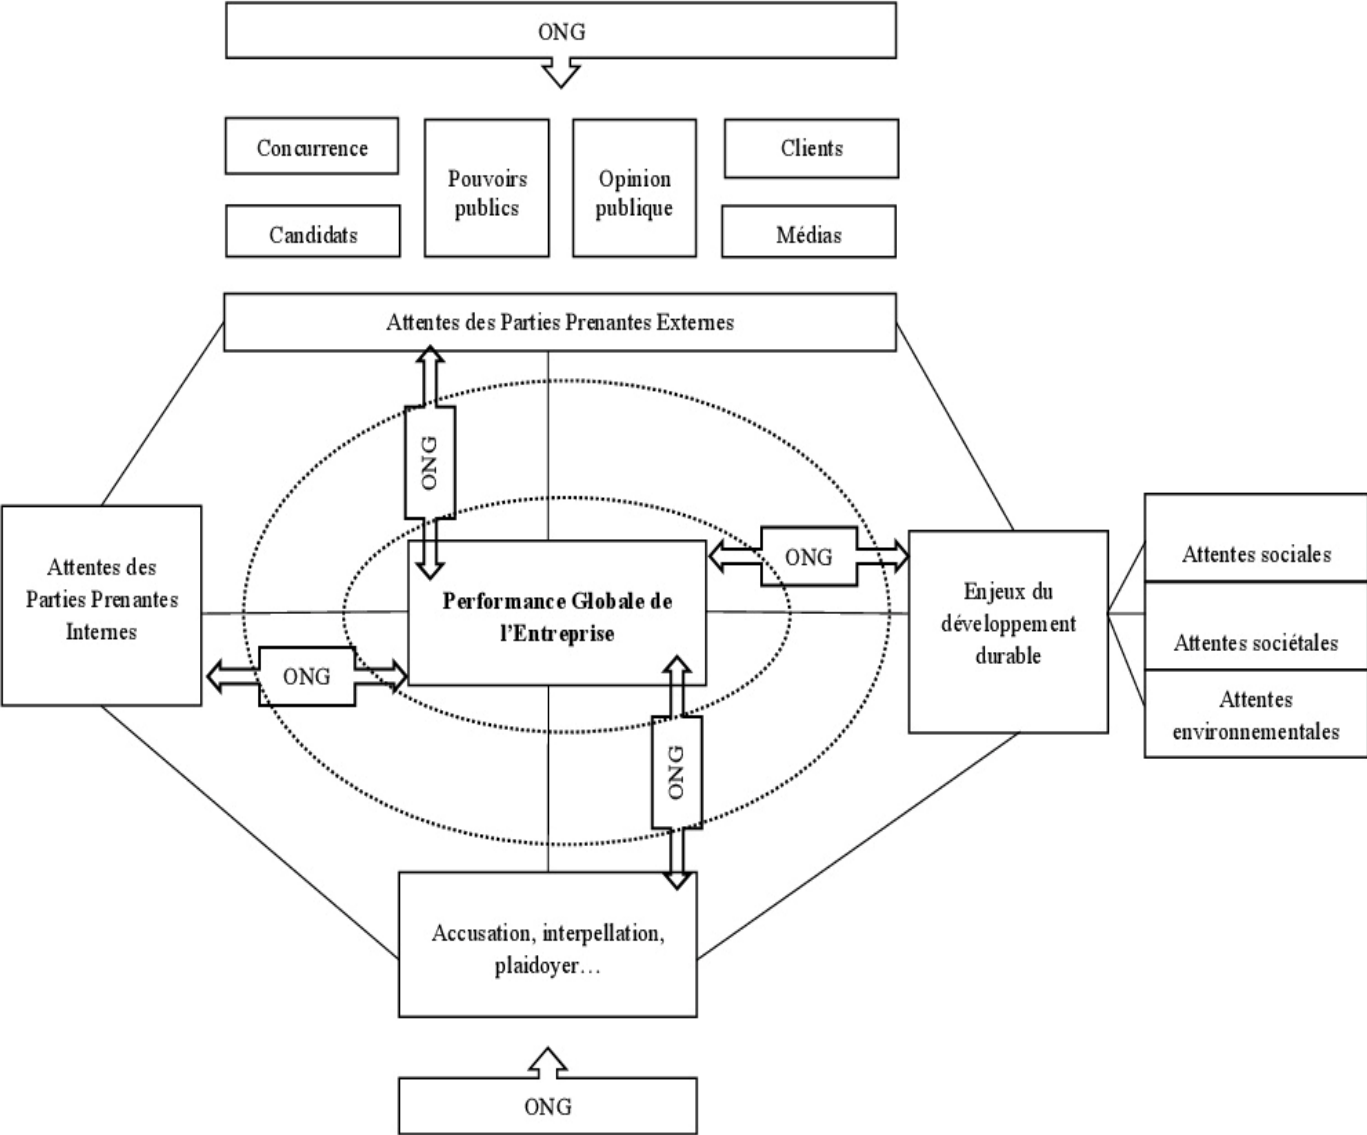 ONG
Concurrence
Pouvoirs
publics
Opinion
publique
Clients
Candidats
Médias
Attentes des Parties Prenantes Externes
ONG
Attentes des
Parties Prenantes
Internes
Performance Globale de
l'Entreprise
ONG
Enjeux du
développement
durable
Attentes sociales
Attentes sociétales
Attentes
environnementales
ONG
ONG
Accusation, interpellation,
plaidoyer…
ONG